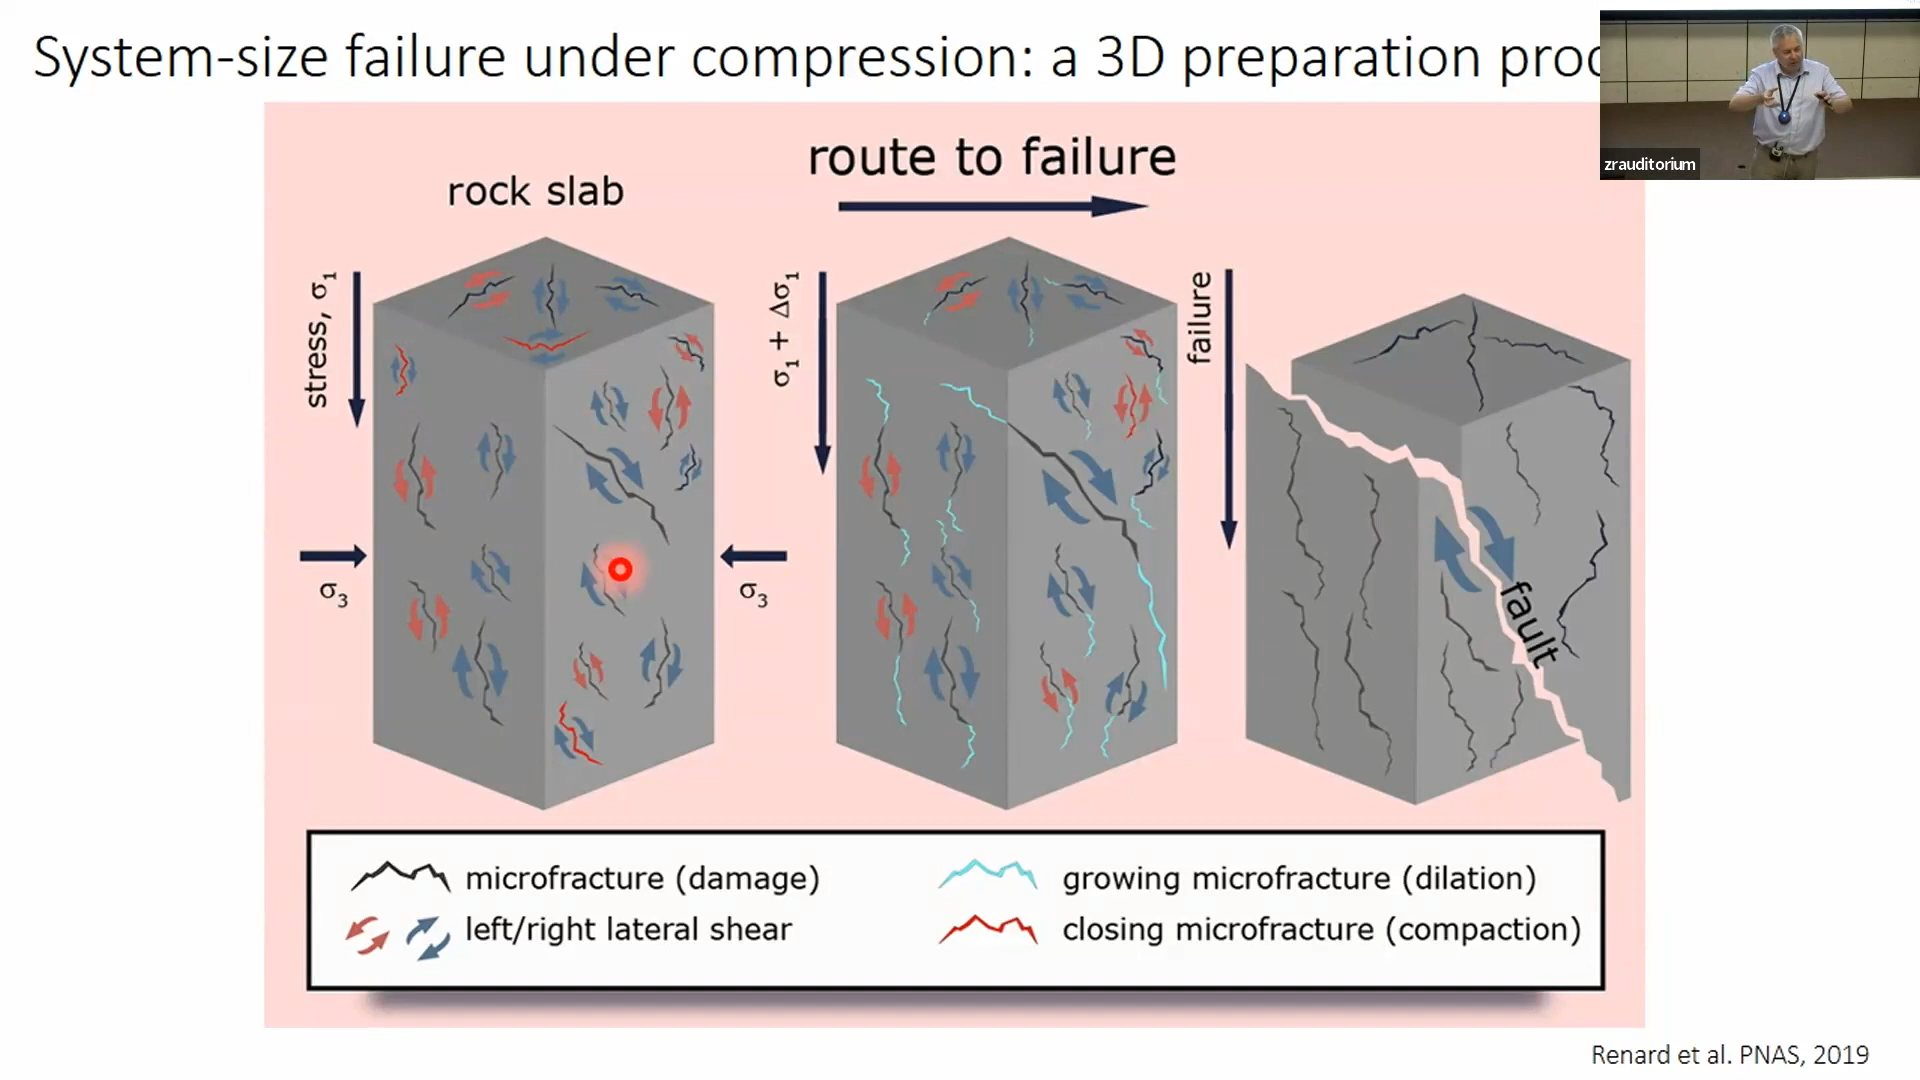 System-size failure under compression: a 3D preparation
zrauditorium
route to failure
rock slab
stress, σ1
σ3
σ3
σ1 + Δσ1
failure
fault
microfracture (damage)
growing microfracture (dilation)
left/right lateral shear
closing microfracture (compaction)
Renard et al. PNAS, 2019